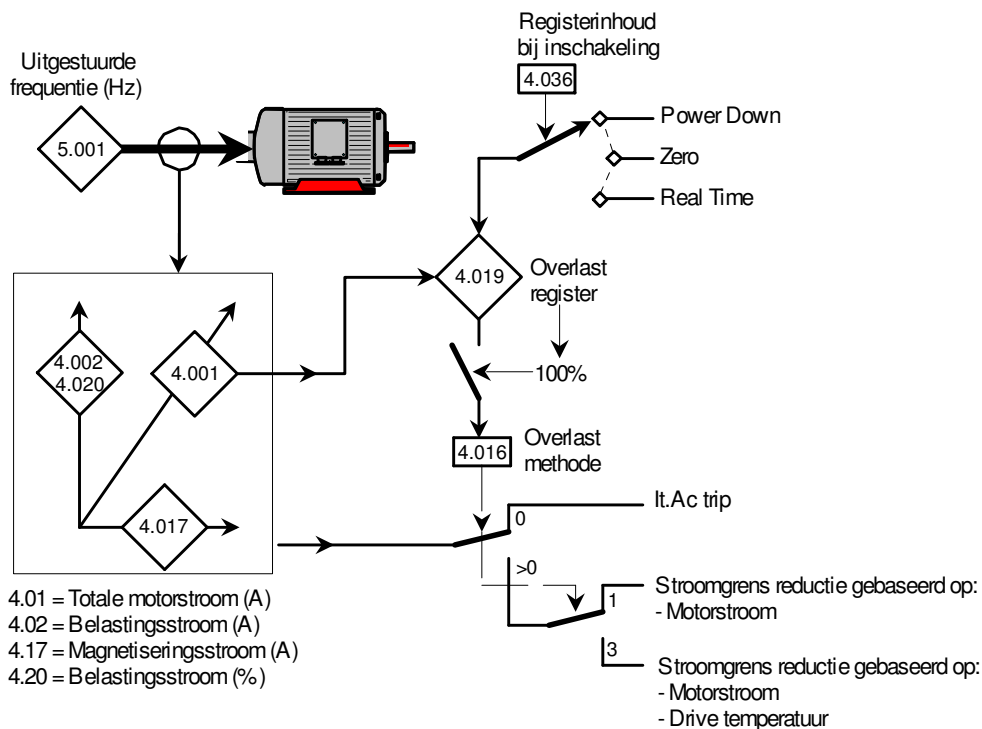 Registerinhoud
bij inschakeling
4.036
Uitgestuurde
frequentie (Hz)
5.001
Power Down
Zero
Real Time
4.019
Overlast
register
4.002
4.020
4.001
100%
4.016
Overlast
methode
4.017
0
It.Ac trip
>0
1
Stroomgrens reductie gebaseerd op:
- Motorstroom
3
Stroomgrens reductie gebaseerd op:
- Motorstroom
- Drive temperatuur
4.01 = Totale motorstroom (A)
4.02 = Belastingsstroom (A)
4.17 = Magnetiseringsstroom (A)
4.20 = Belastingsstroom (%)